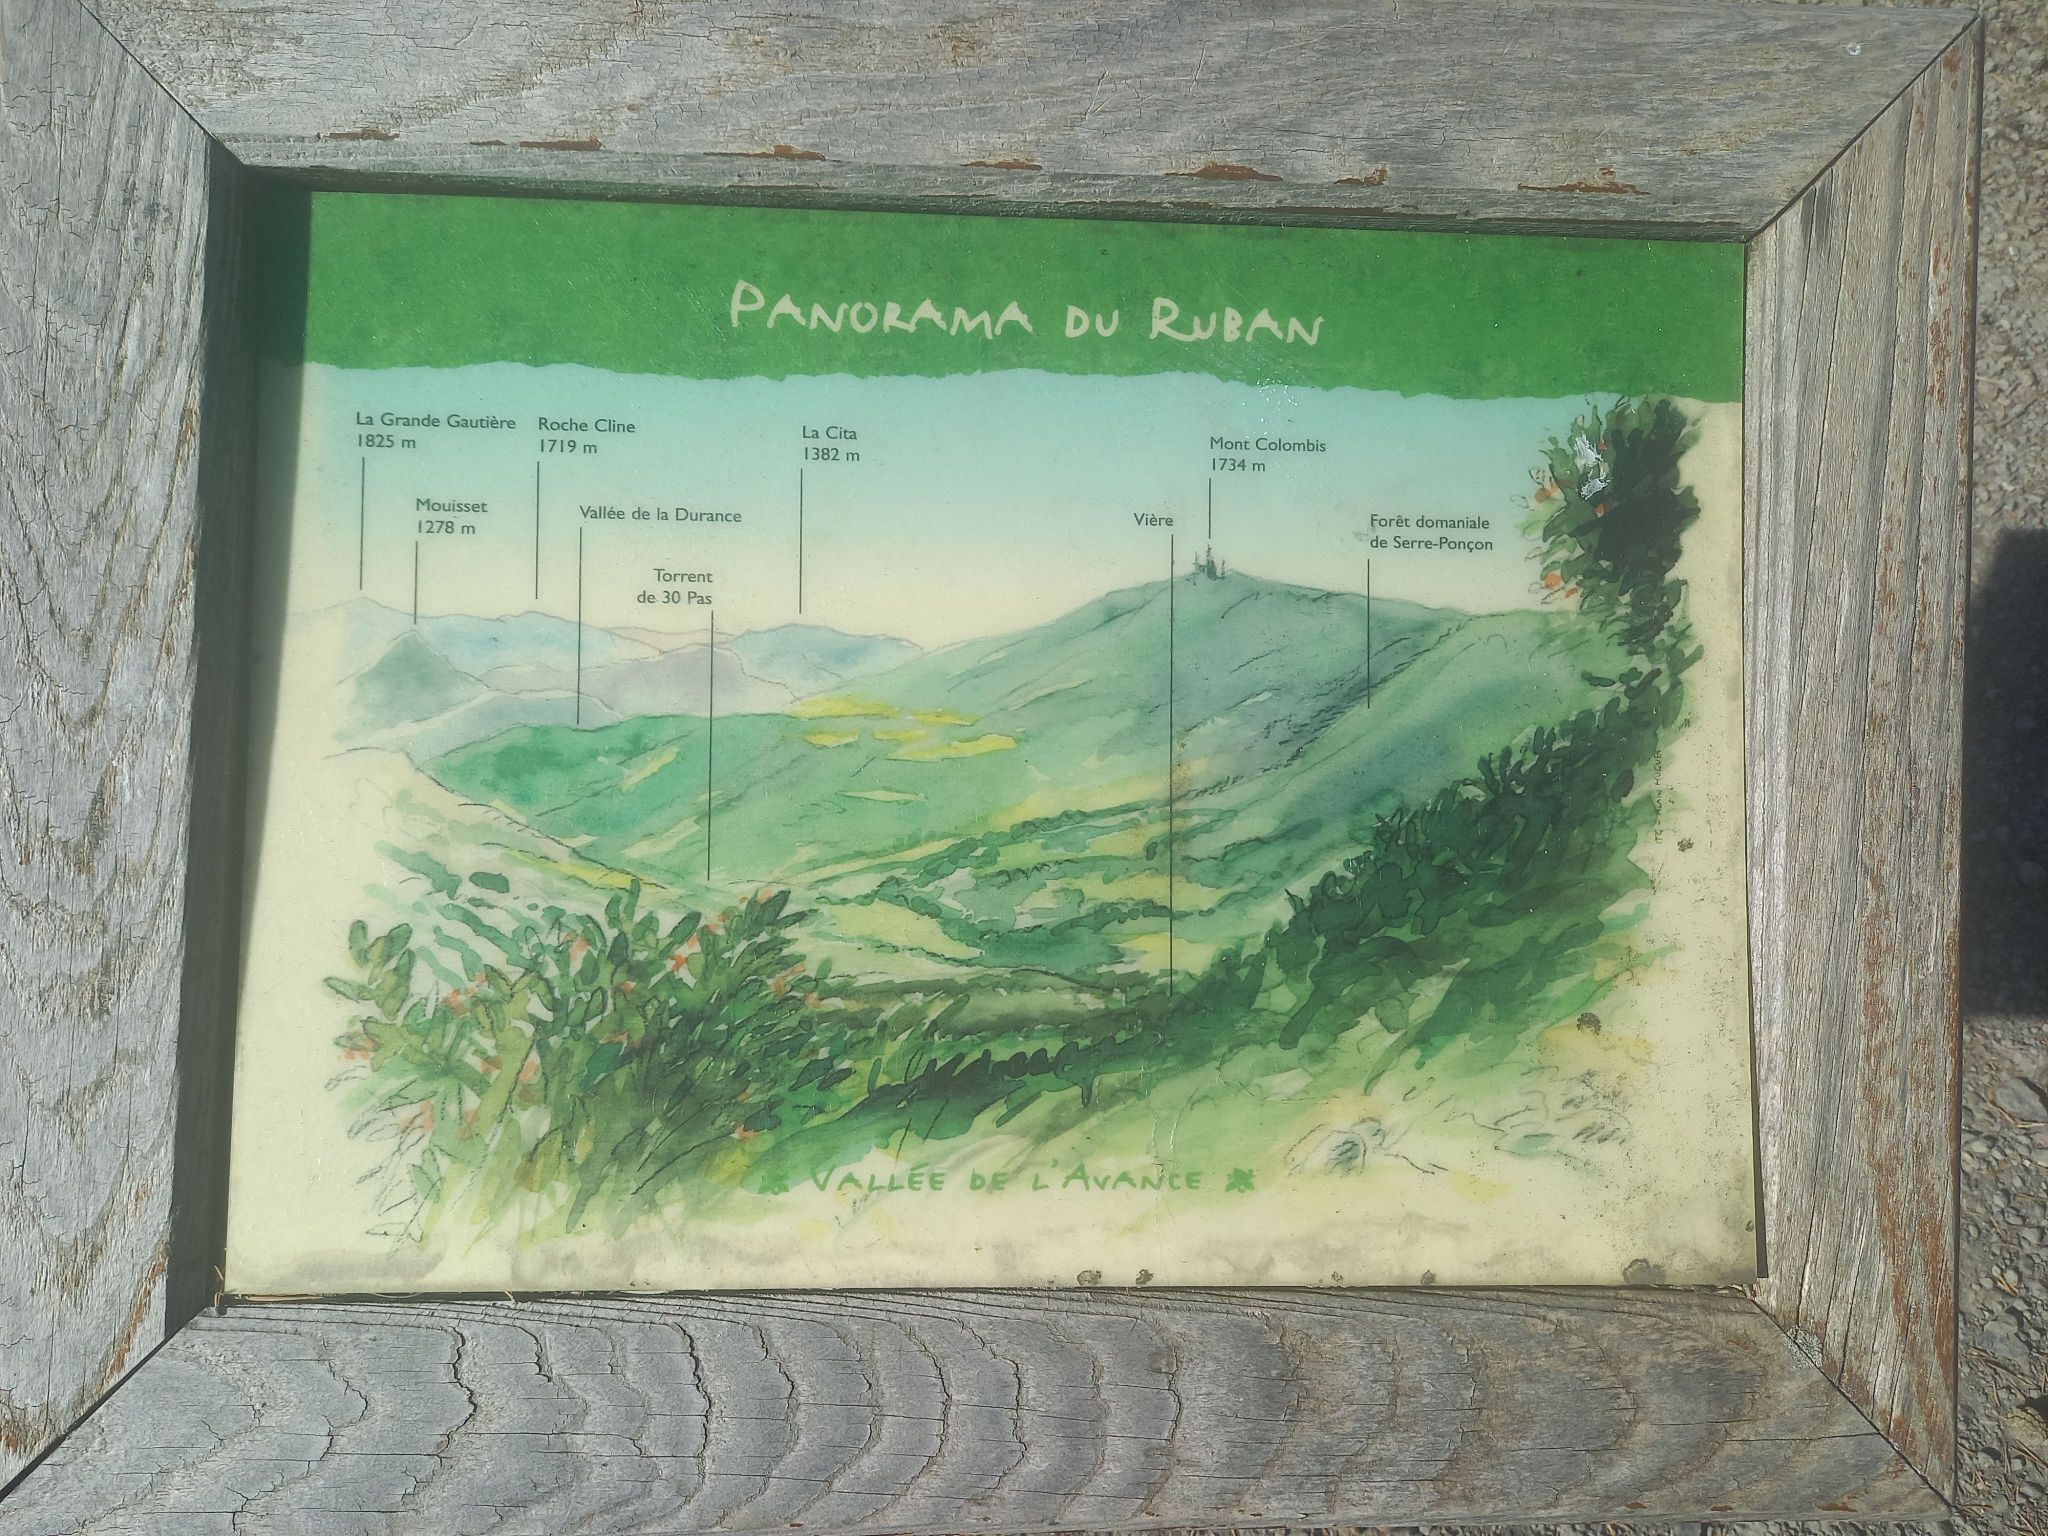 PANORAMA DU RUBAN
La Grande Gautière
1825 m
Roche Cline
1719 m
La Cita
1382 m
Mont Colombis
1734 m
Mouisset
1278 m
Vallée de la Durance
Vière
Forêt domaniale
de Serre-Ponçon
Torrent
de 30 Pas
VALLÉE DE L'AVANCE